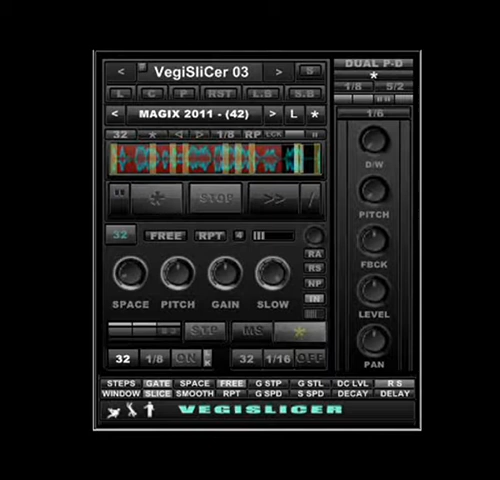 < VegiSliCer 03 > S
DUAL P-D
*
L C P RST L.B S.B
1/8 5/2
< MAGIX 2011 - (42) > L *
1/6
32 * 1/8 RP LCK
D/W
STOP >> /
PITCH
32 FREE RPT
RA
FBCK
RS
NP
SPACE PITCH GAIN SLOW
IN
LEVEL
STP MS *
32 1/8 ON 32 1/16 OFF
PAN
STEPS GATE SPACE FREE G STP G STL DC LVL R S
WINDOW SLICE SMOOTH RPT G SPD S SPD DECAY DELAY
VEGISLICER